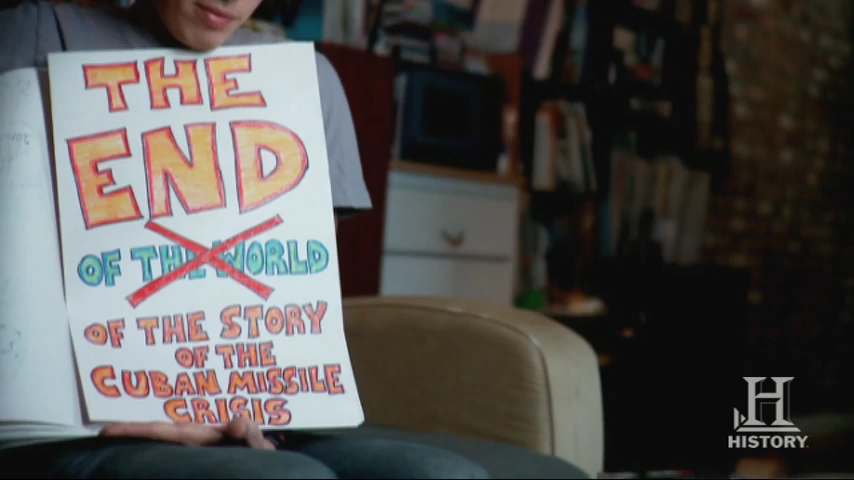 THE
END
OF THE WORLD
OF THE STORY
OF THE
CUBAN MISSILE
CRISIS
HISTORY